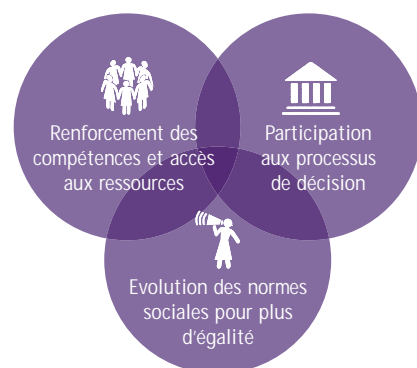 Renforcement des
compétences et accès
aux ressources
Participation
aux processus
de décision
Evolution des normes
sociales pour plus
d'égalité